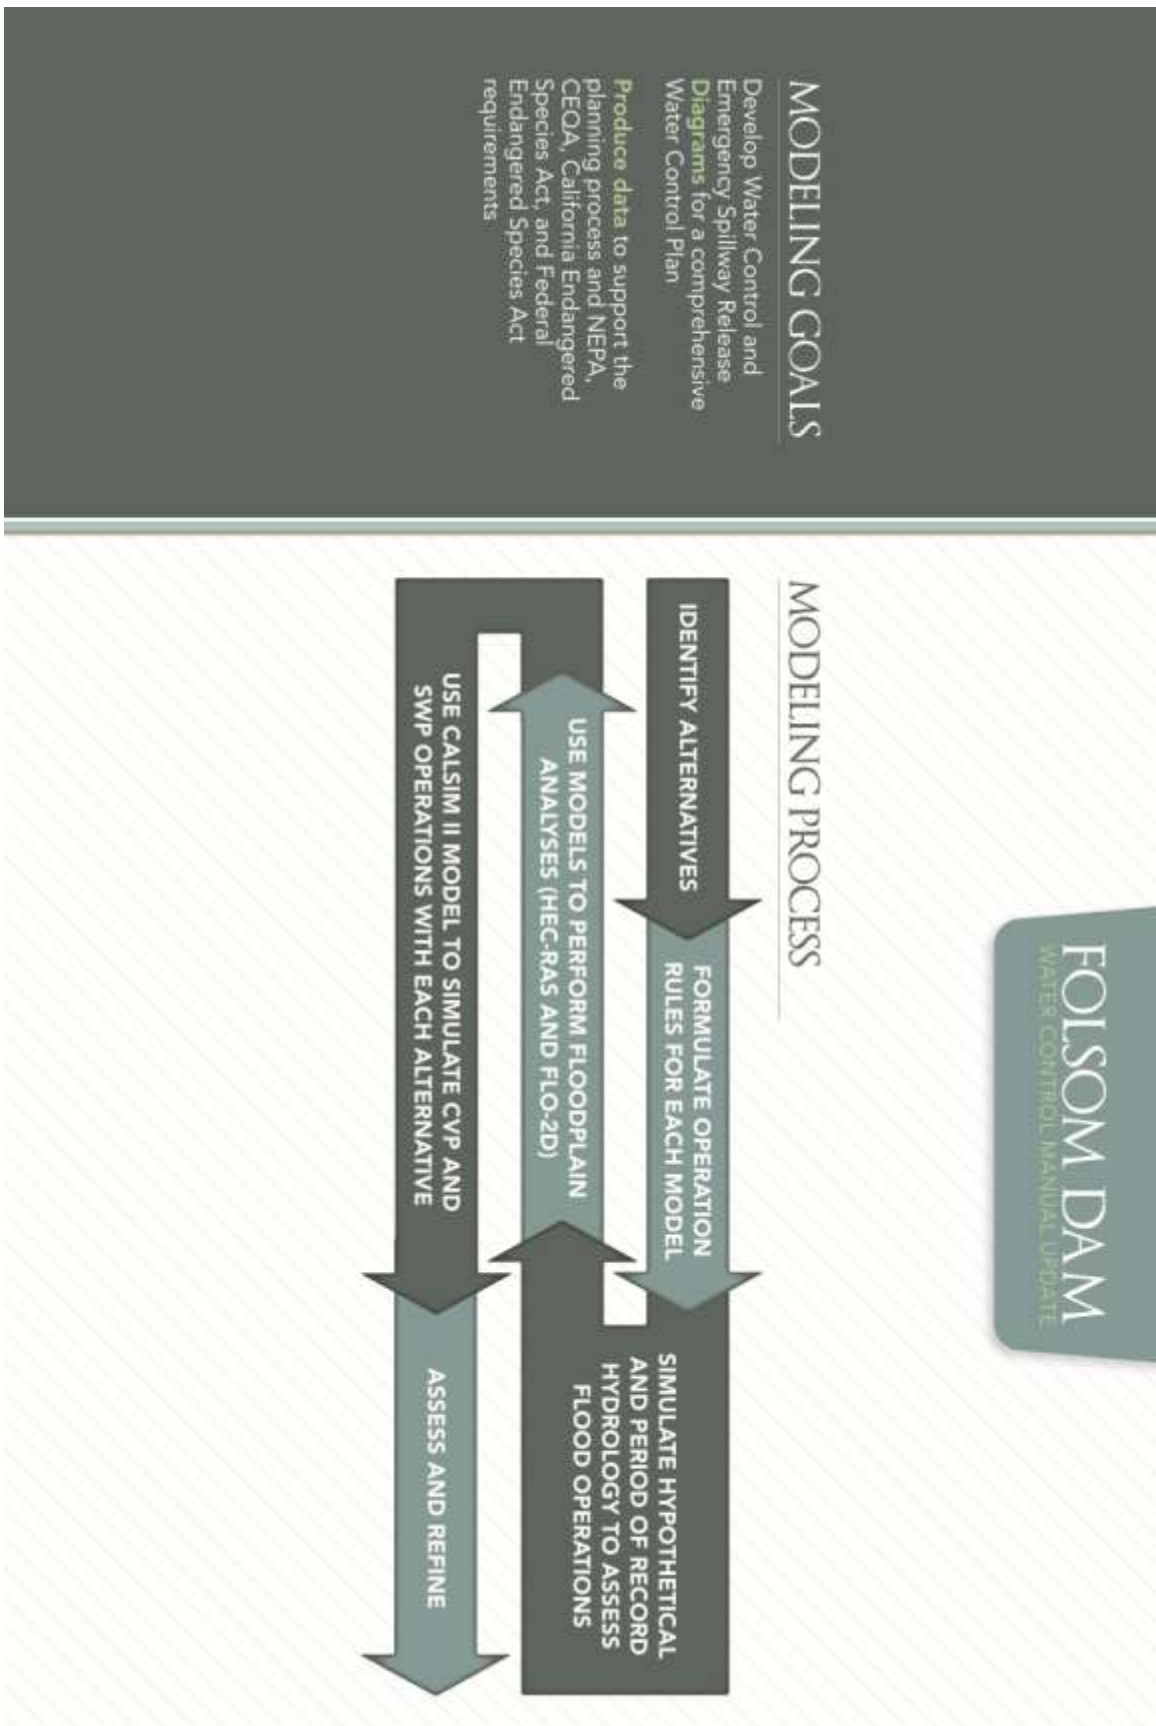 FOLSOM DAM
WATER CONTROL MANUAL UPDATE
MODELING GOALS
Develop Water Control and
Emergency Spillway Release
Diagrams for a comprehensive
Water Control Plan
Produce data to support the
planning process and NEPA,
CEQA, California Endangered
Species Act, and Federal
Endangered Species Act
requirements
MODELING PROCESS
IDENTIFY ALTERNATIVES
FORMULATE OPERATION
RULES FOR EACH MODEL
SIMULATE HYPOTHETICAL
AND PERIOD OF RECORD
HYDROLOGY TO ASSESS
FLOOD OPERATIONS
USE MODELS TO PERFORM FLOODPLAIN
ANALYSES (HEC-RAS AND FLO-2D)
USE CALSIM II MODEL TO SIMULATE CVP AND
SWP OPERATIONS WITH EACH ALTERNATIVE
ASSESS AND REFINE